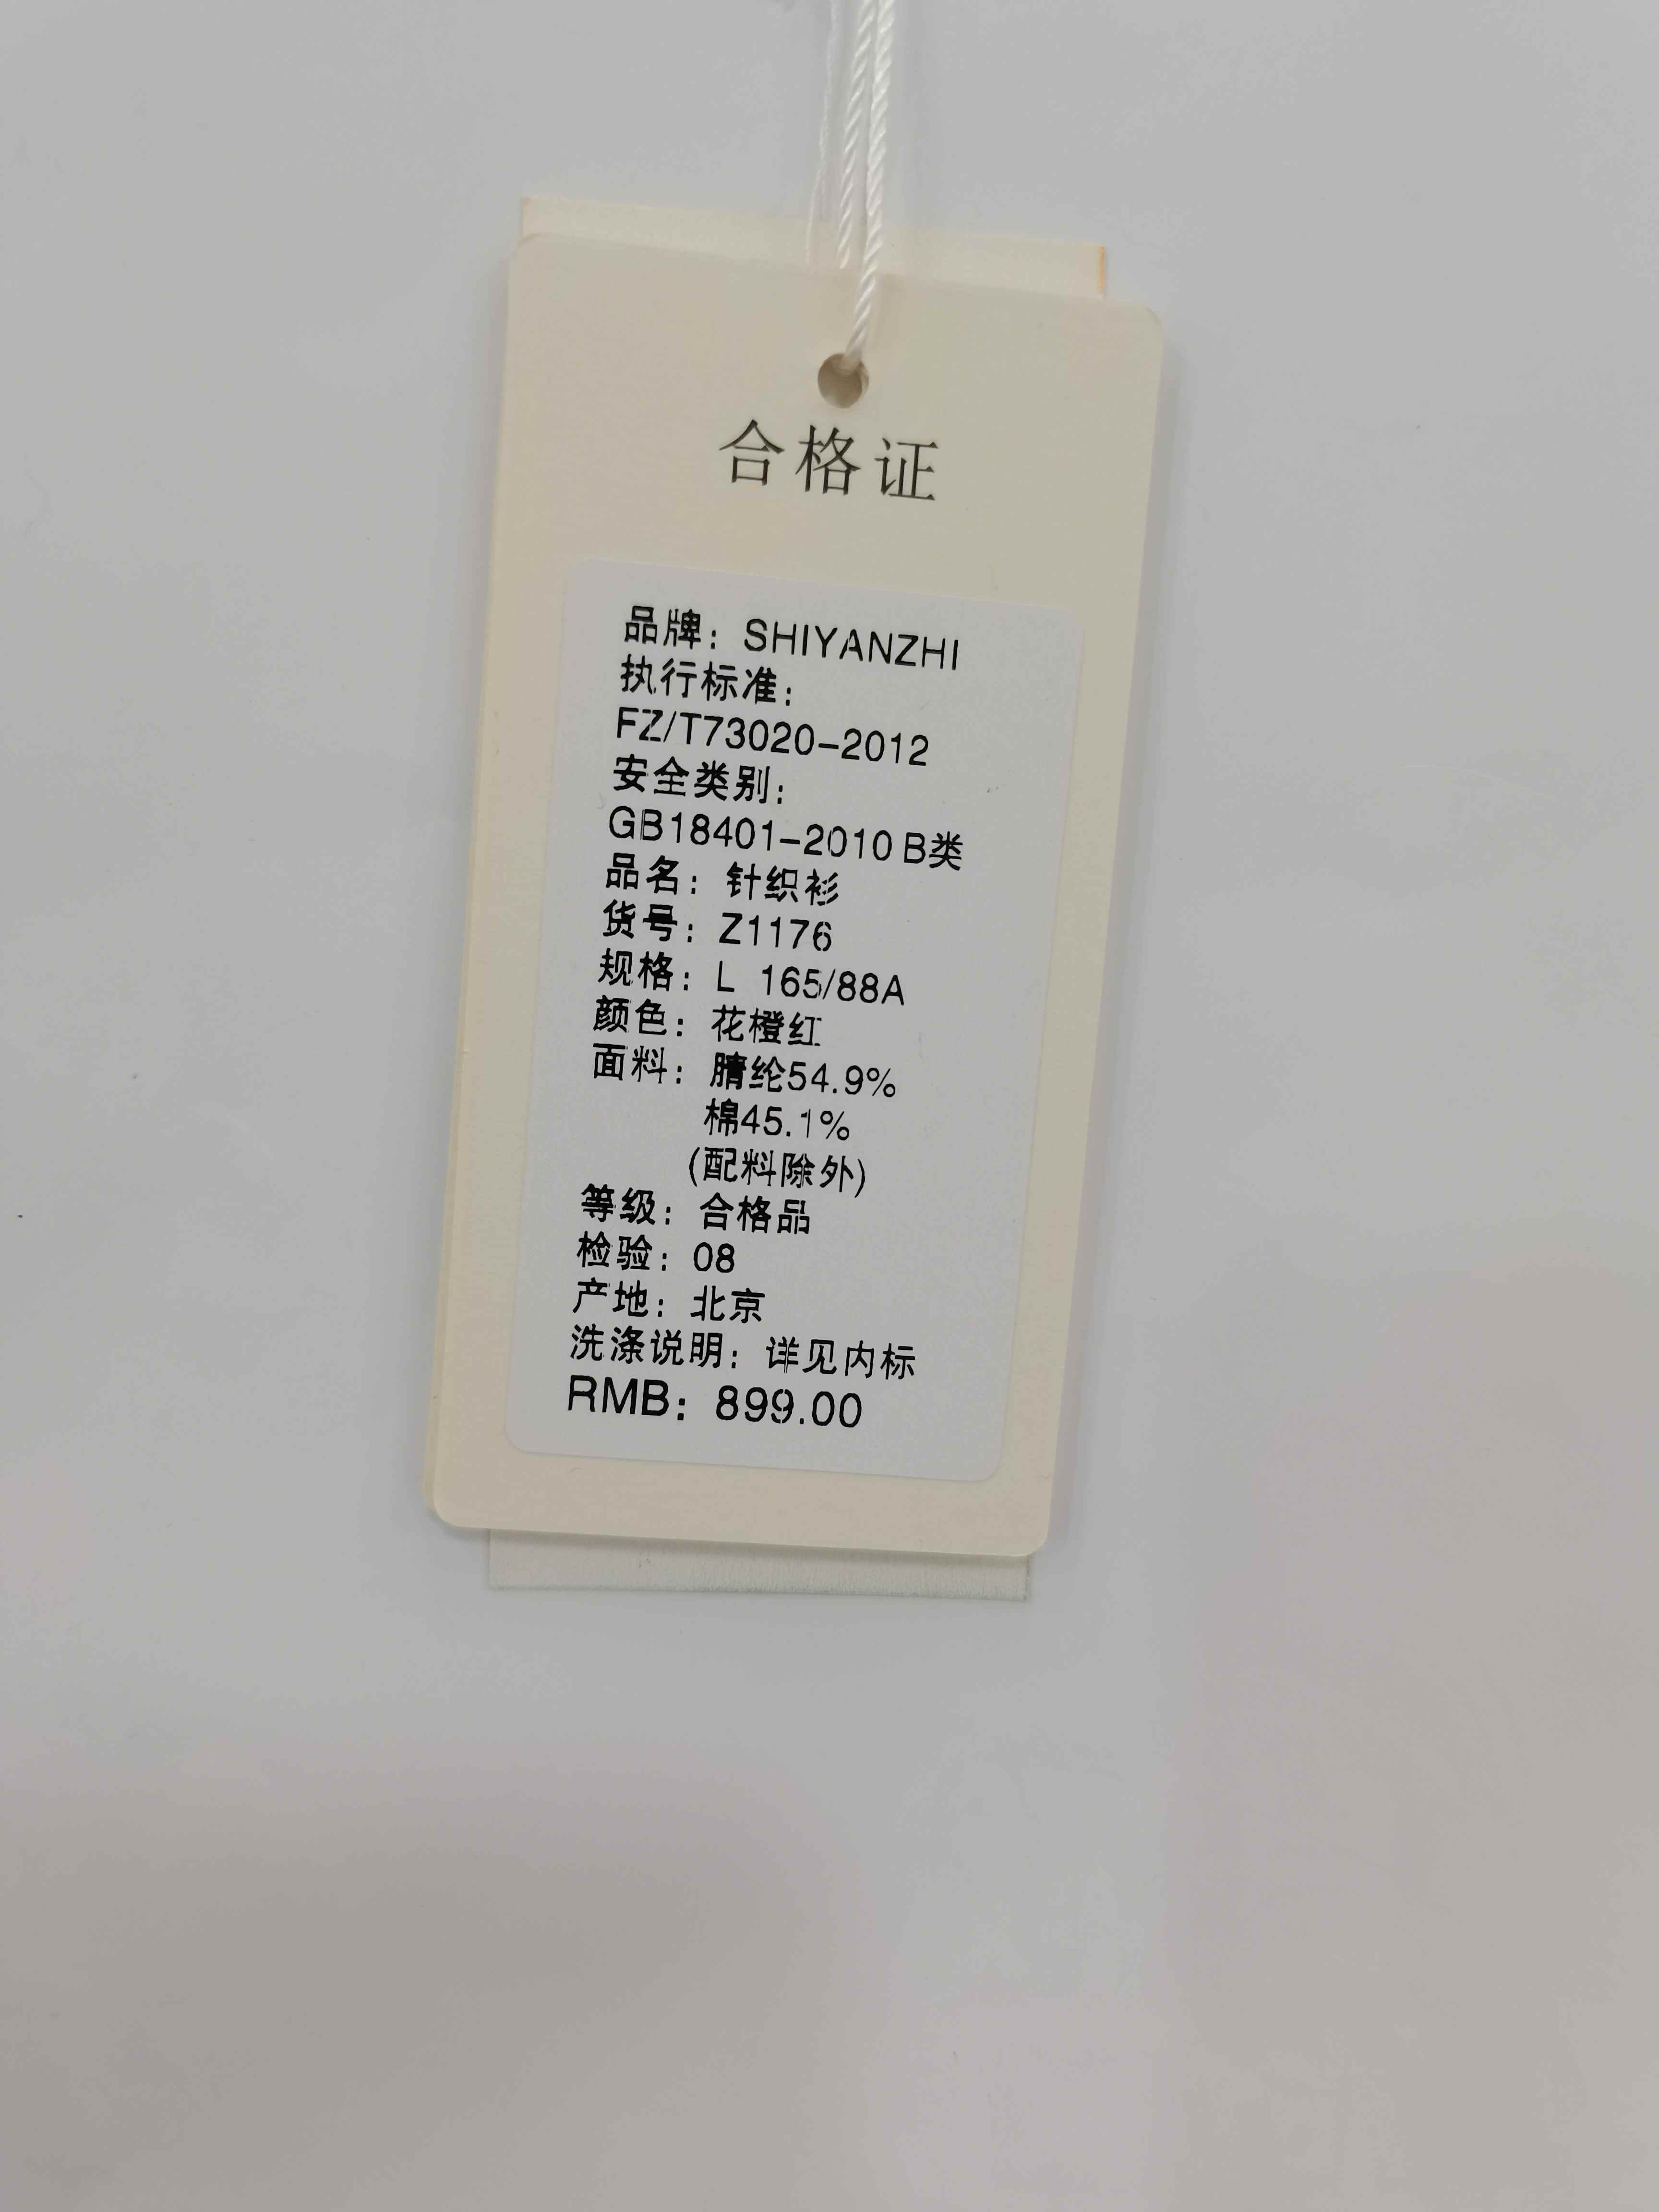 合格证
品牌：SHIYANZHI
执行标准：
FZ/T73020-2012
安全类别：
GB18401-2010 B类
品名：针织衫
货号：Z1176
规格：L 165/88A
颜色：花橙红
面料：腈纶54.9%
棉45.1%
(配料除外)
等级：合格品
检验：08
产地：北京
洗涤说明：详见内标
RMB：899.00